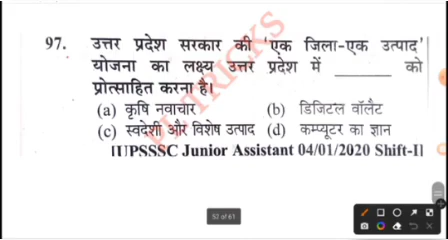 97. उत्तर प्रदेश सरकार की 'एक जिला-एक उत्पाद'
योजना का लक्ष्य उत्तर प्रदेश में ______ को
प्रोत्साहित करना है।
(a) कृषि नवाचार (b) डिजिटल वॉलैट
(c) स्वदेशी और विशेष उत्पाद (d) कम्प्यूटर का ज्ञान
[UPSSSC Junior Assistant 04/01/2020 Shift-I]
52 of 61